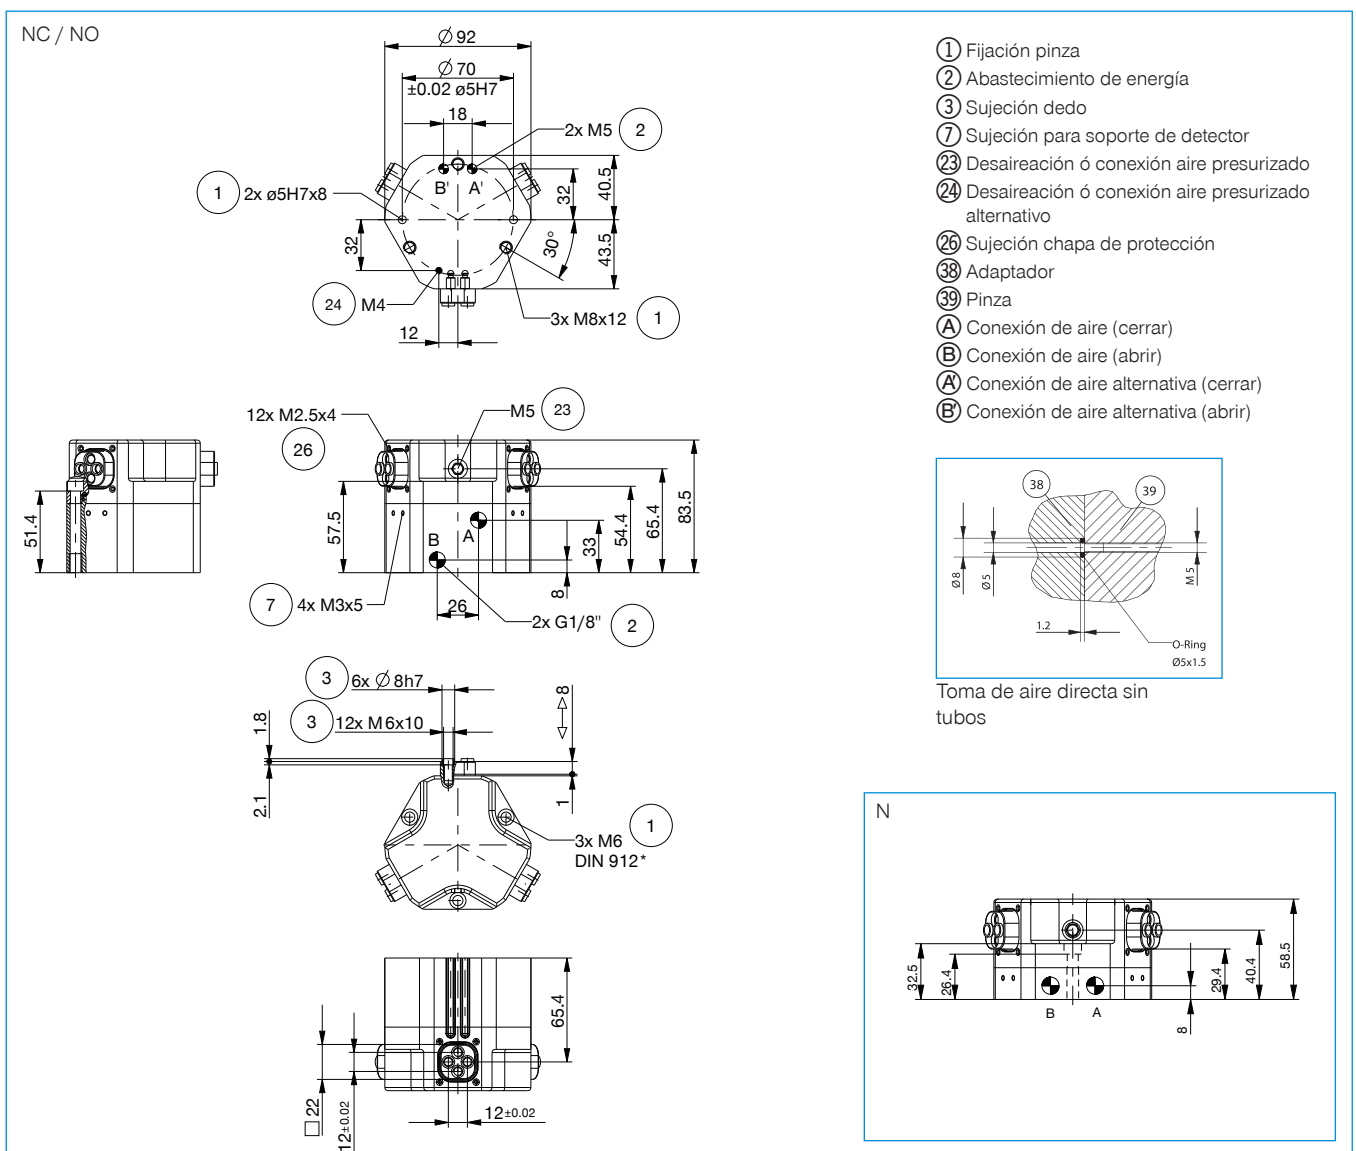 NC / NO
Ø 92
Ø 70
±0.02 ø5H7
18
2x M5 2
B' A'
1 2x ø5H7x8
32
40.5
32
30°
43.5
24 M4
12
3x M8x12 1
12x M2.5x4
26
M5 23
51.4
57.5
B
A
33
54.4
65.4
83.5
8
7 4x M3x5
26
2x G1/8" 2
3 6x Ø 8h7
3 12x M6x10
8
1.8
2.1
1
3x M6
DIN 912*
1
65.4
□ 22
12±0.02
12±0.02
1 Fijación pinza
2 Abastecimiento de energía
3 Sujeción dedo
7 Sujeción para soporte de detector
23 Desaireación ó conexión aire presurizado
24 Desaireación ó conexión aire presurizado
alternativo
26 Sujeción chapa de protección
38 Adaptador
39 Pinza
A Conexión de aire (cerrar)
B Conexión de aire (abrir)
A' Conexión de aire alternativa (cerrar)
B' Conexión de aire alternativa (abrir)
38
39
Ø8
Ø5
M5
1.2
O-Ring
Ø5x1.5
Toma de aire directa sin
tubos
N
32.5
26.4
B
A
8
29.4
40.4
58.5